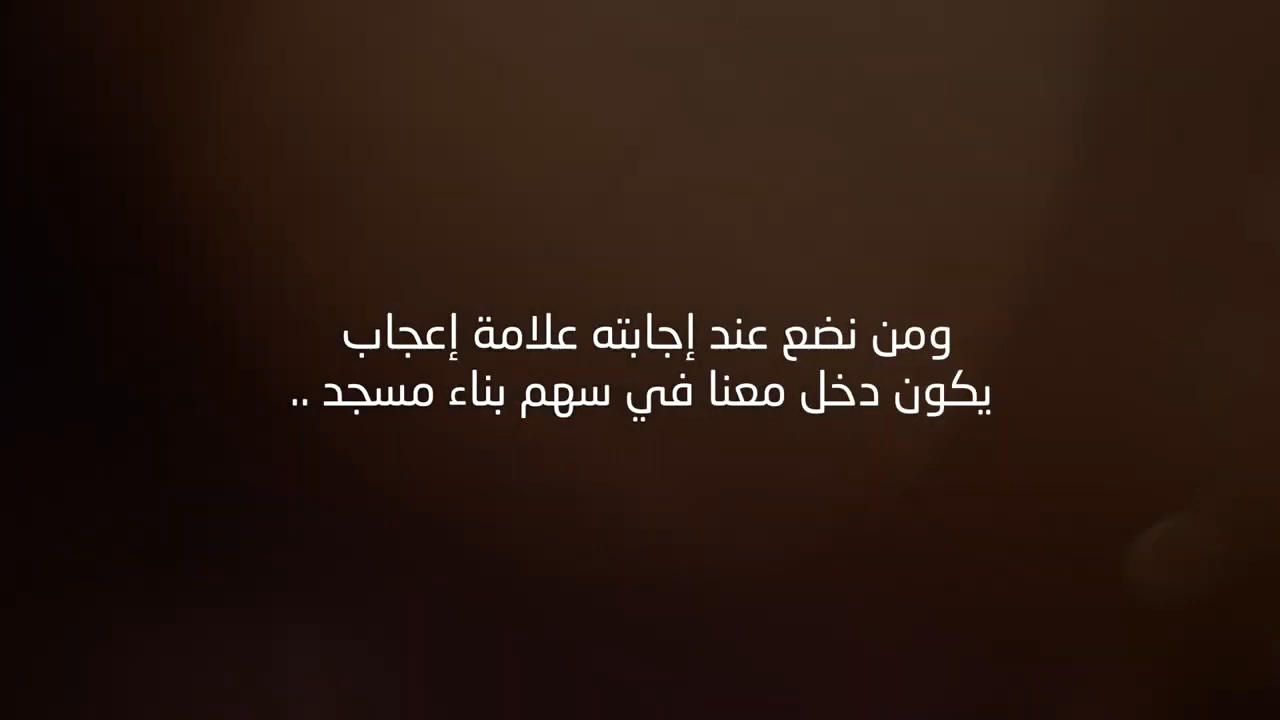 ومن نضع عند إجابته علامة إعجاب
يكون دخل معنا في سهم بناء مسجد ..